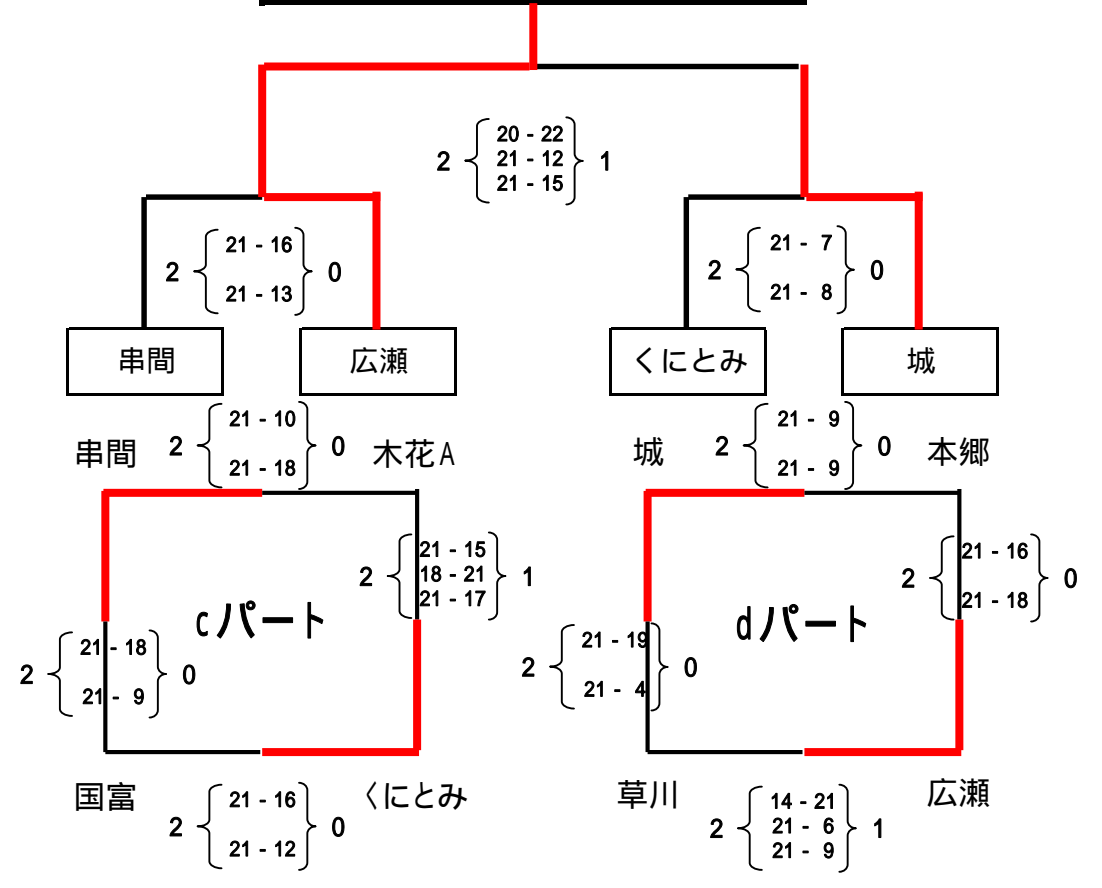 20 - 22
2 21 - 12 1
21 - 15
21 - 16
2 0
21 - 13
21 - 7
2 0
21 - 8
串間
広瀬
くにとみ
城
21 - 10
串間 2 0 木花A
21 - 18
21 - 9
城 2 0 本郷
21 - 9
21 - 15
2 18 - 21 1
21 - 17
21 - 16
2 0
21 - 18
cパート
dパート
21 - 18
2 0
21 - 9
21 - 19
2 0
21 - 4
国富
くにとみ
草川
広瀬
21 - 16
2 0
21 - 12
14 - 21
2 21 - 6 1
21 - 9